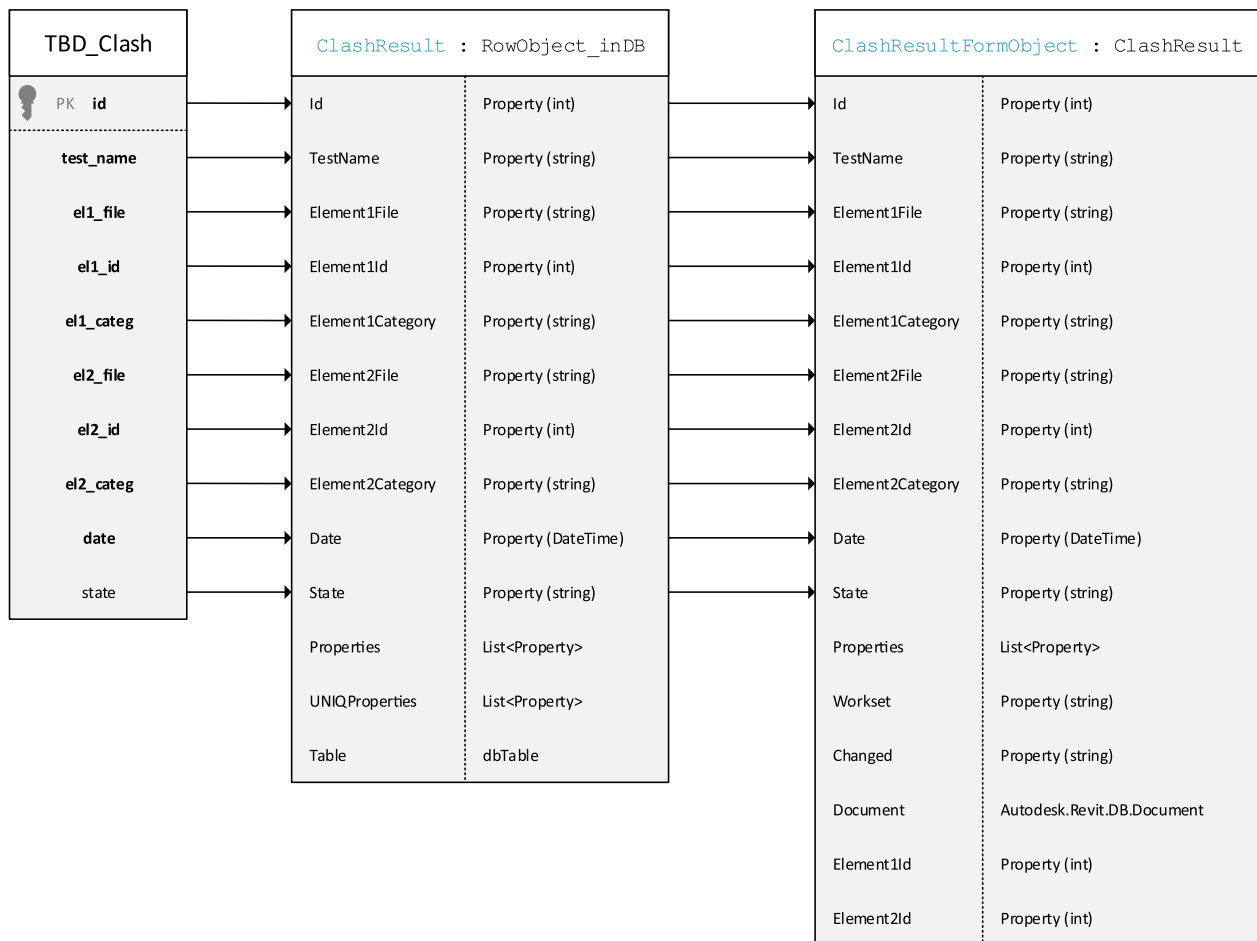 TBD_Clash
PK id
test_name
el1_file
el1_id
el1_categ
el2_file
el2_id
el2_categ
date
state
ClashResult : RowObject_inDB
Id Property (int)
TestName Property (string)
Element1File Property (string)
Element1Id Property (int)
Element1Category Property (string)
Element2File Property (string)
Element2Id Property (int)
Element2Category Property (string)
Date Property (DateTime)
State Property (string)
Properties List<Property>
UNIQProperties List<Property>
Table dbTable
ClashResultFormObject : ClashResult
Id Property (int)
TestName Property (string)
Element1File Property (string)
Element1Id Property (int)
Element1Category Property (string)
Element2File Property (string)
Element2Id Property (int)
Element2Category Property (string)
Date Property (DateTime)
State Property (string)
Properties List<Property>
Workset Property (string)
Changed Property (string)
Document Autodesk.Revit.DB.Document
Element1Id Property (int)
Element2Id Property (int)